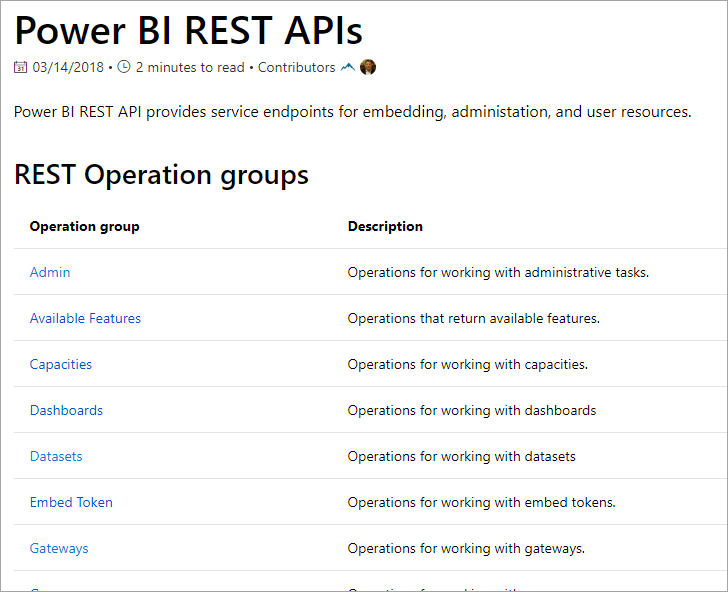 Power BI REST APIs
03/14/2018 • 2 minutes to read • Contributors
Power BI REST API provides service endpoints for embedding, administation, and user resources.
REST Operation groups
Operation group Description
Admin Operations for working with administrative tasks.
Available Features Operations that return available features.
Capacities Operations for working with capacities.
Dashboards Operations for working with dashboards
Datasets Operations for working with datasets
Embed Token Operations for working with embed tokens.
Gateways Operations for working with gateways.